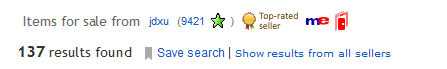 Items for sale from jdxu (9421 ) Top-rated seller me
137 results found Save search | Show results from all sellers